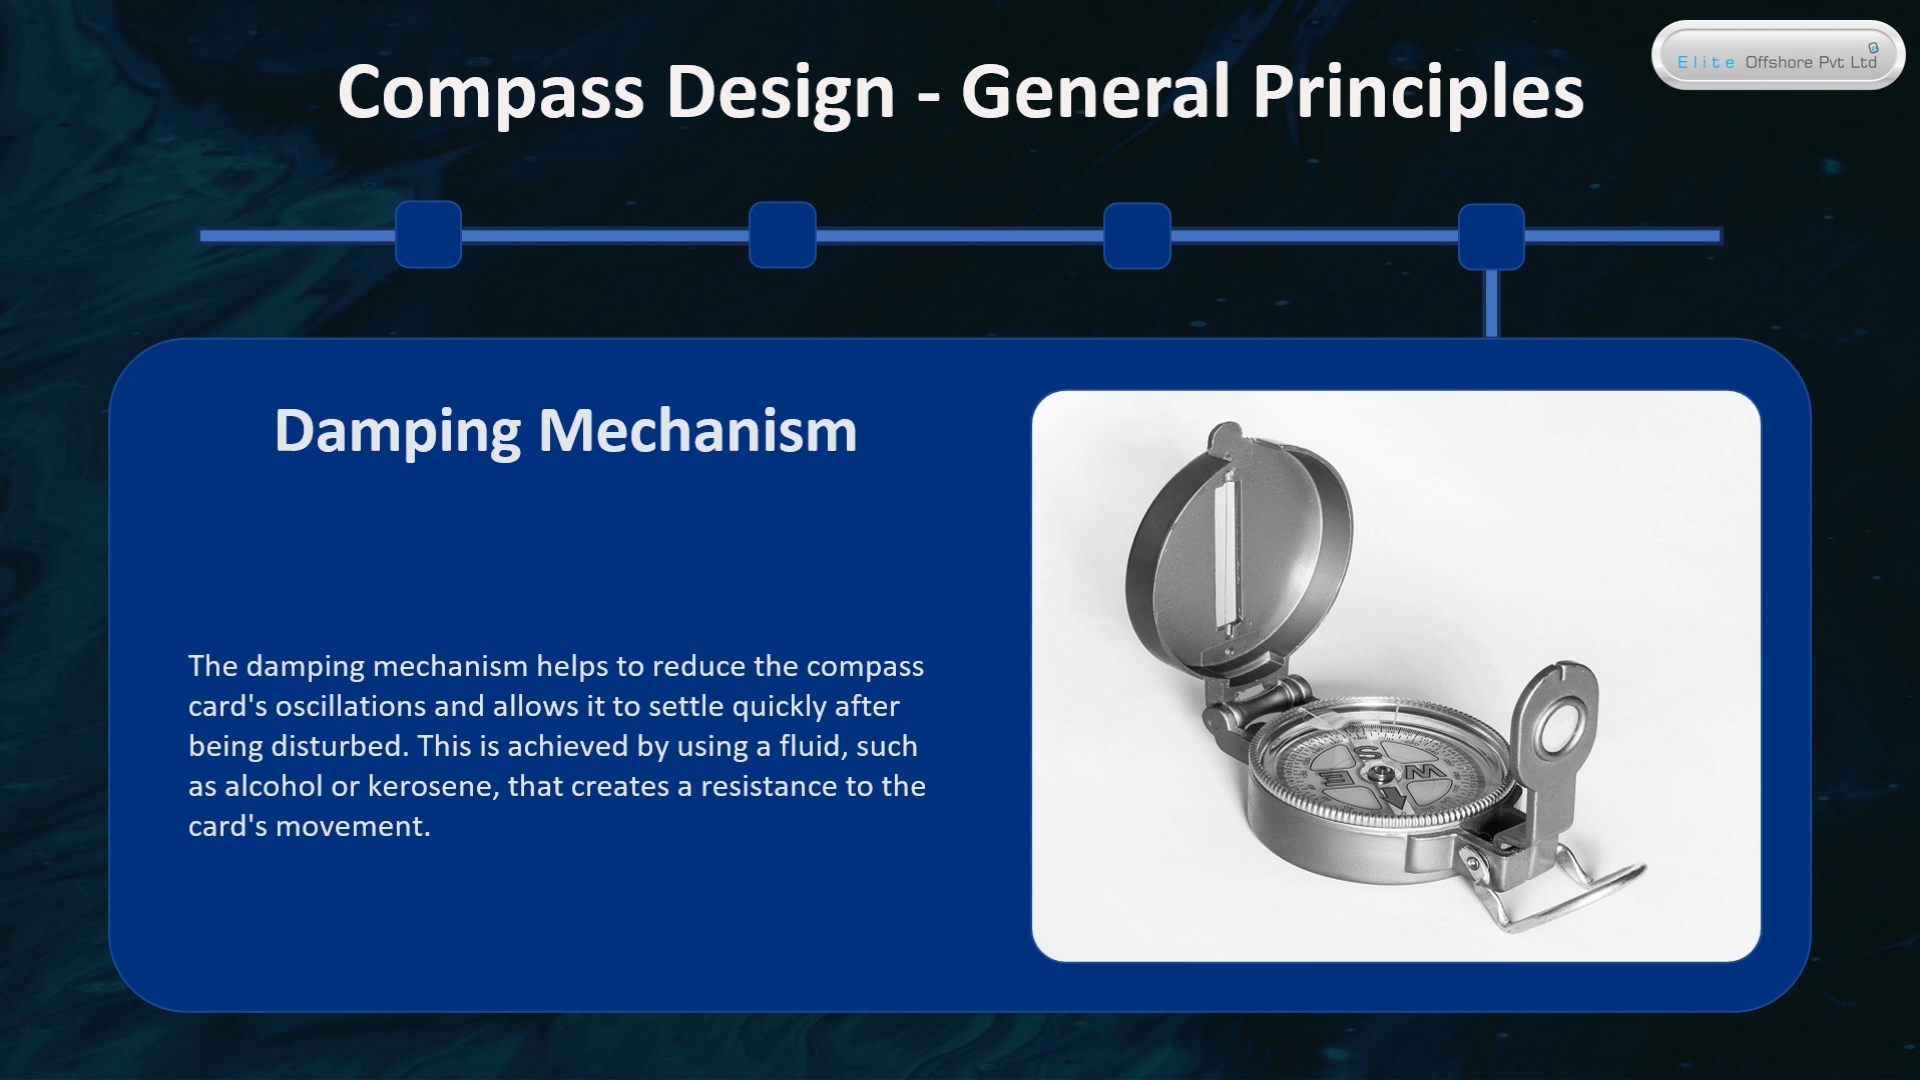 Compass Design - General Principles
Elite Offshore Pvt Ltd
Damping Mechanism
The damping mechanism helps to reduce the compass
card's oscillations and allows it to settle quickly after
being disturbed. This is achieved by using a fluid, such
as alcohol or kerosene, that creates a resistance to the
card's movement.
S
E W